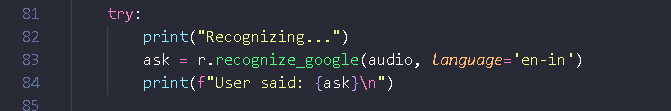 81 try:
82 print("Recognizing...")
83 ask = r.recognize_google(audio, language='en-in')
84 print(f"User said: {ask}\n")
85